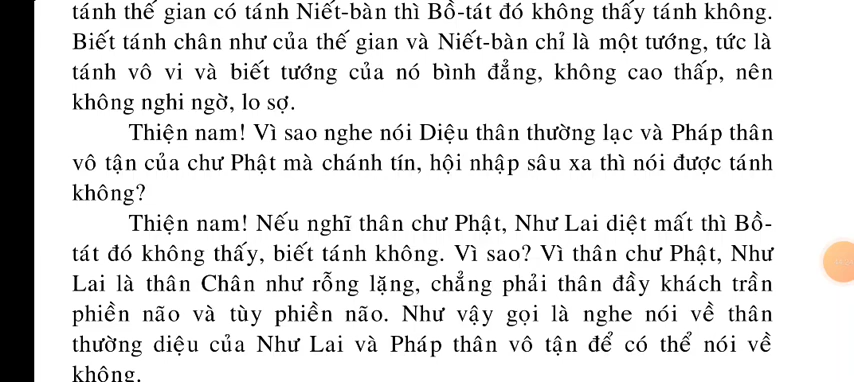 tánh thế gian có tánh Niết-bàn thì Bồ-tát đó không thấy tánh không.
Biết tánh chân như của thế gian và Niết-bàn chỉ là một tướng, tức là
tánh vô vi và biết tướng của nó bình đẳng, không cao thấp, nên
không nghi ngờ, lo sợ.
Thiện nam! Vì sao nghe nói Diệu thân thường lạc và Pháp thân
vô tận của chư Phật mà chánh tín, hội nhập sâu xa thì nói được tánh
không?
Thiện nam! Nếu nghĩ thân chư Phật, Như Lai diệt mất thì Bồ-
tát đó không thấy, biết tánh không. Vì sao? Vì thân chư Phật, Như
Lai là thân Chân như rỗng lặng, chẳng phải thân đầy khách trần
phiền não và tùy phiền não. Như vậy gọi là nghe nói về thân
thường diệu của Như Lai và Pháp thân vô tận để có thể nói về
không.